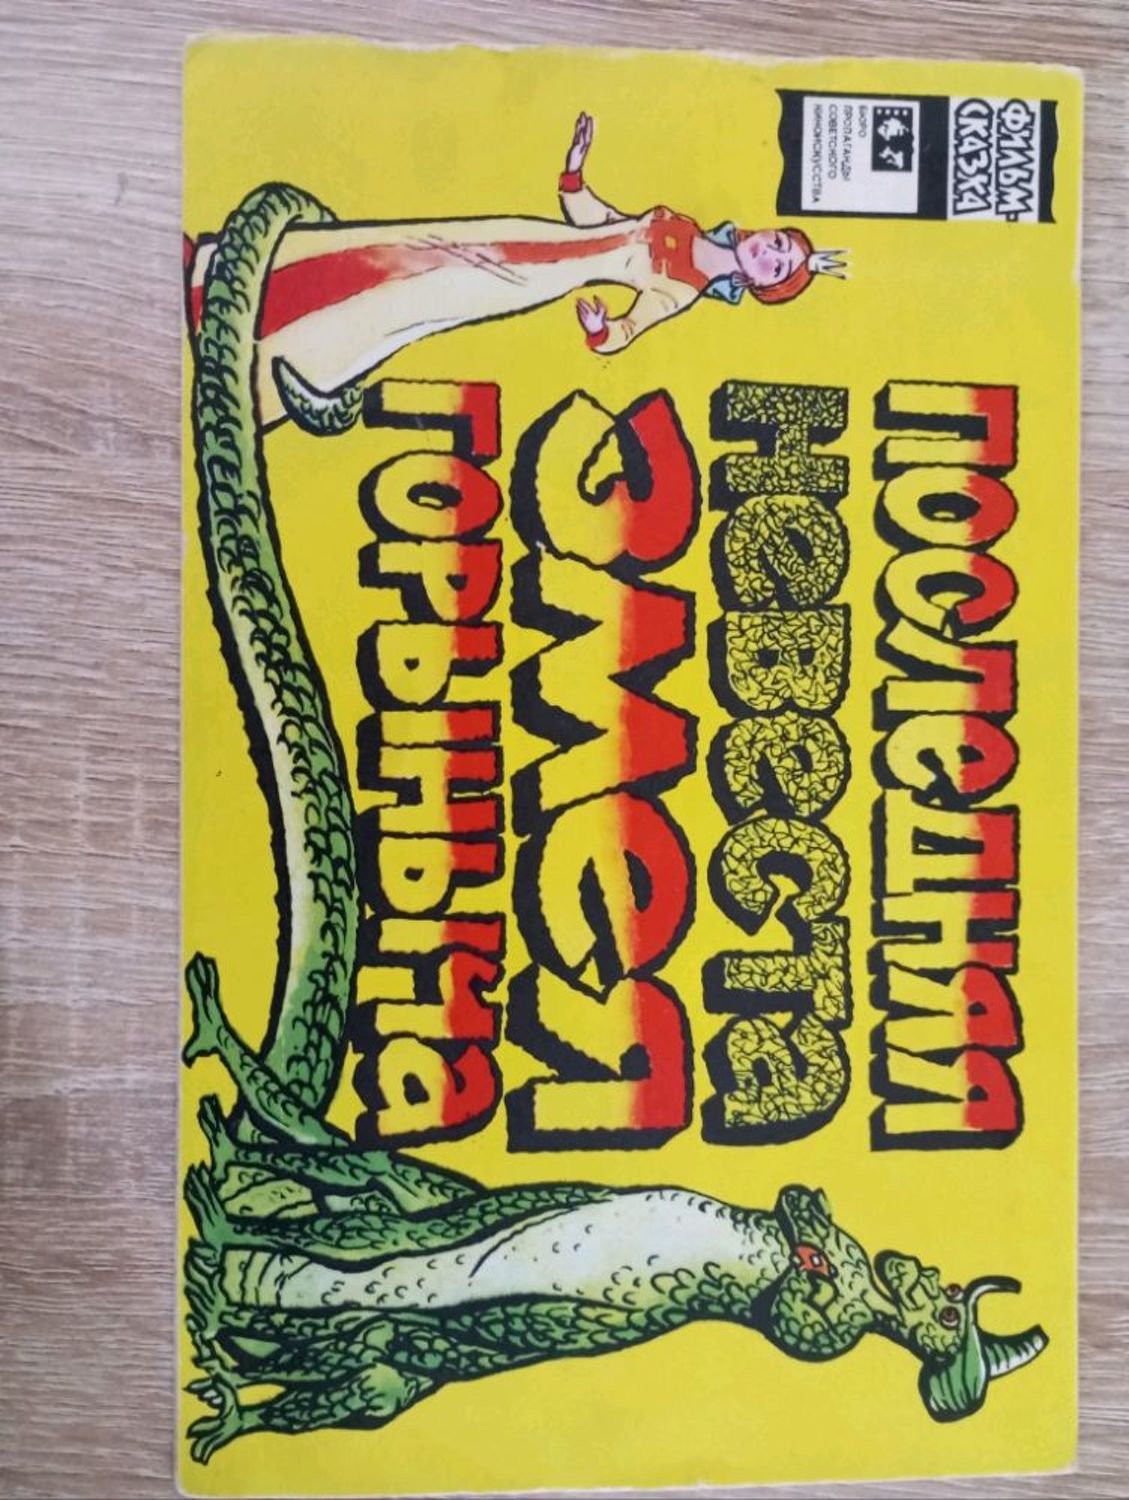 ФИЛЬМ-
СКАЗКА
БЮРО
ПРОПАГАНДЫ
СОВЕТСКОГО
КИНОИСКУССТВА
ПОСЛЕДНЯЯ
НЕВЕСТА
ЗМЕЯ
ГОРЫНЫЧА